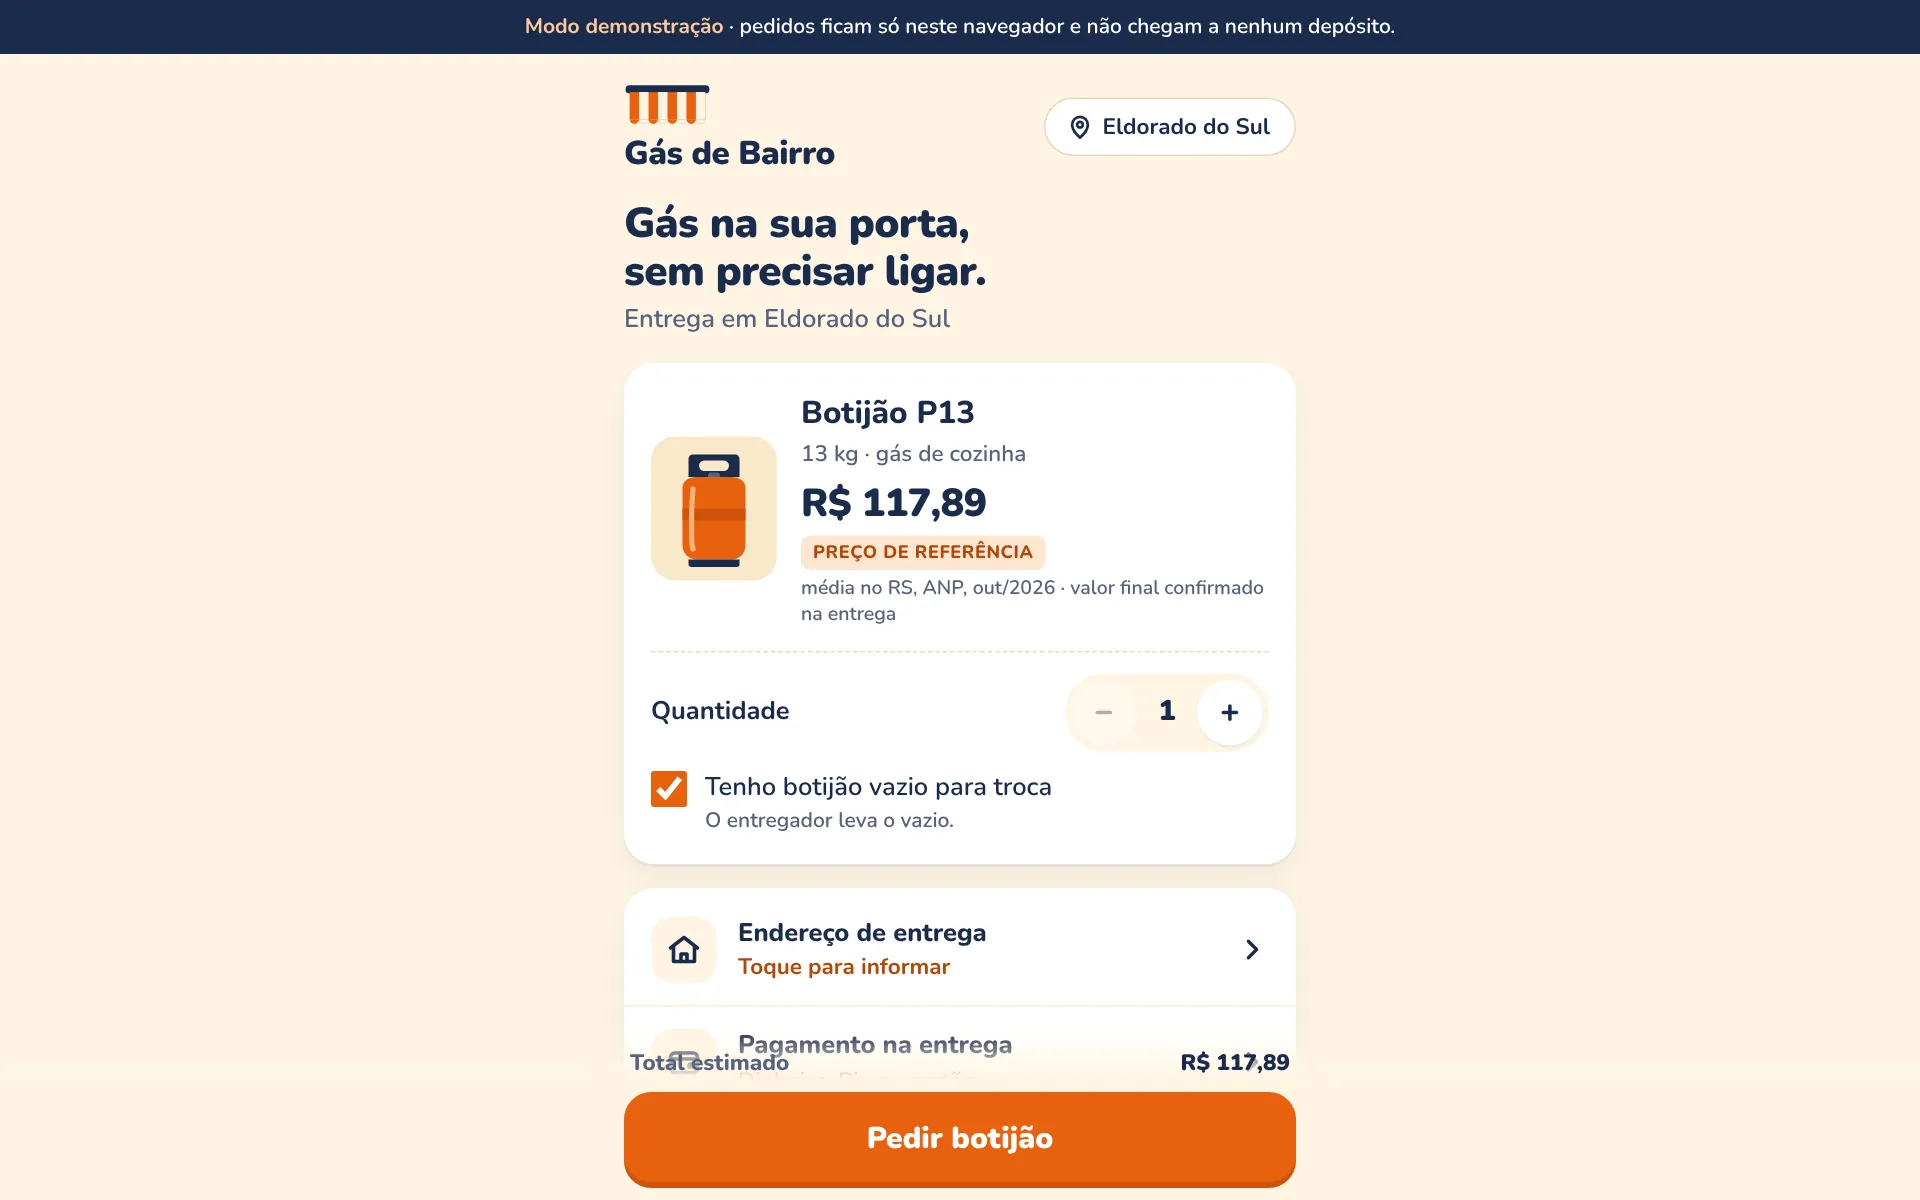 Modo demonstração · pedidos ficam só neste navegador e não chegam a nenhum depósito.
Gás de Bairro
Eldorado do Sul
Gás na sua porta,
sem precisar ligar.
Entrega em Eldorado do Sul
Botijão P13
13 kg · gás de cozinha
R$ 117,89
PREÇO DE REFERÊNCIA
média no RS, ANP, out/2026 · valor final confirmado
na entrega
Quantidade
− 1 +
Tenho botijão vazio para troca
O entregador leva o vazio.
Endereço de entrega
Toque para informar
Pagamento na entrega
Total estimado R$ 117,89
Pedir botijão